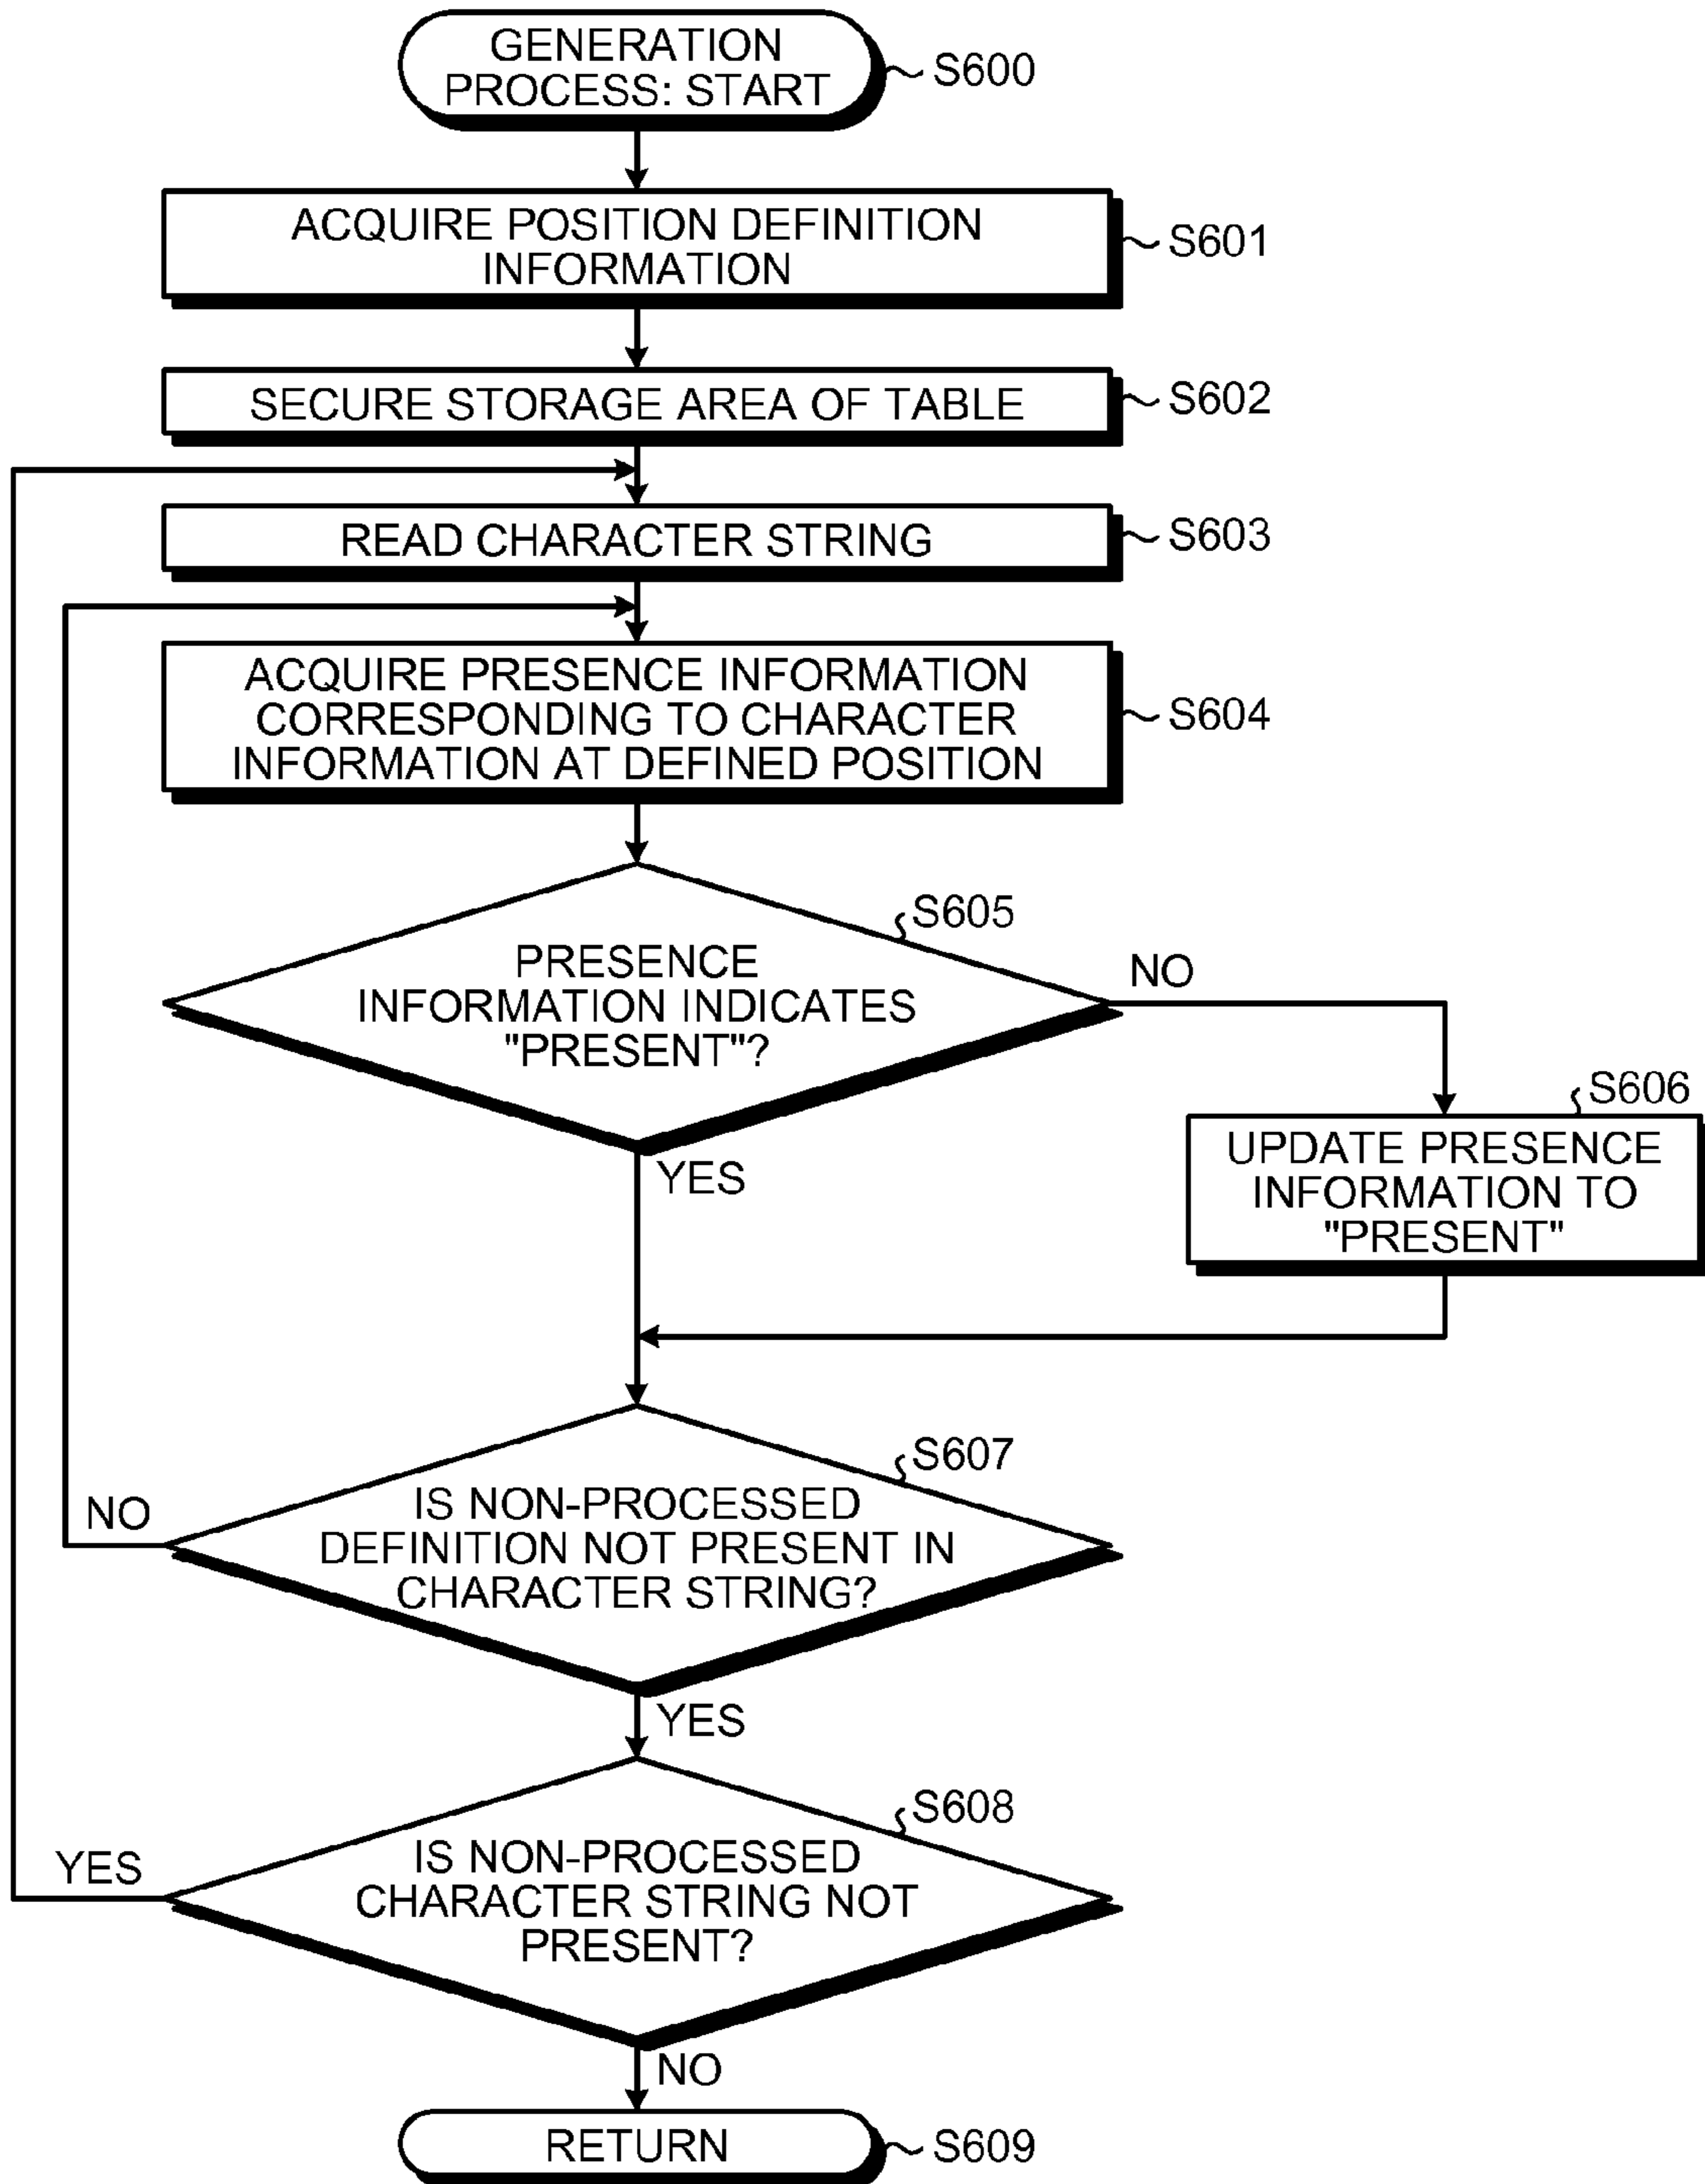 GENERATION
PROCESS: START
S600
ACQUIRE POSITION DEFINITION
INFORMATION
S601
SECURE STORAGE AREA OF TABLE
S602
READ CHARACTER STRING
S603
ACQUIRE PRESENCE INFORMATION
CORRESPONDING TO CHARACTER
INFORMATION AT DEFINED POSITION
S604
S605
PRESENCE
INFORMATION INDICATES
"PRESENT"?
NO
YES
S606
UPDATE PRESENCE
INFORMATION TO
"PRESENT"
S607
IS NON-PROCESSED
DEFINITION NOT PRESENT IN
CHARACTER STRING?
NO
YES
S608
IS NON-PROCESSED
CHARACTER STRING NOT
PRESENT?
YES
NO
RETURN
S609